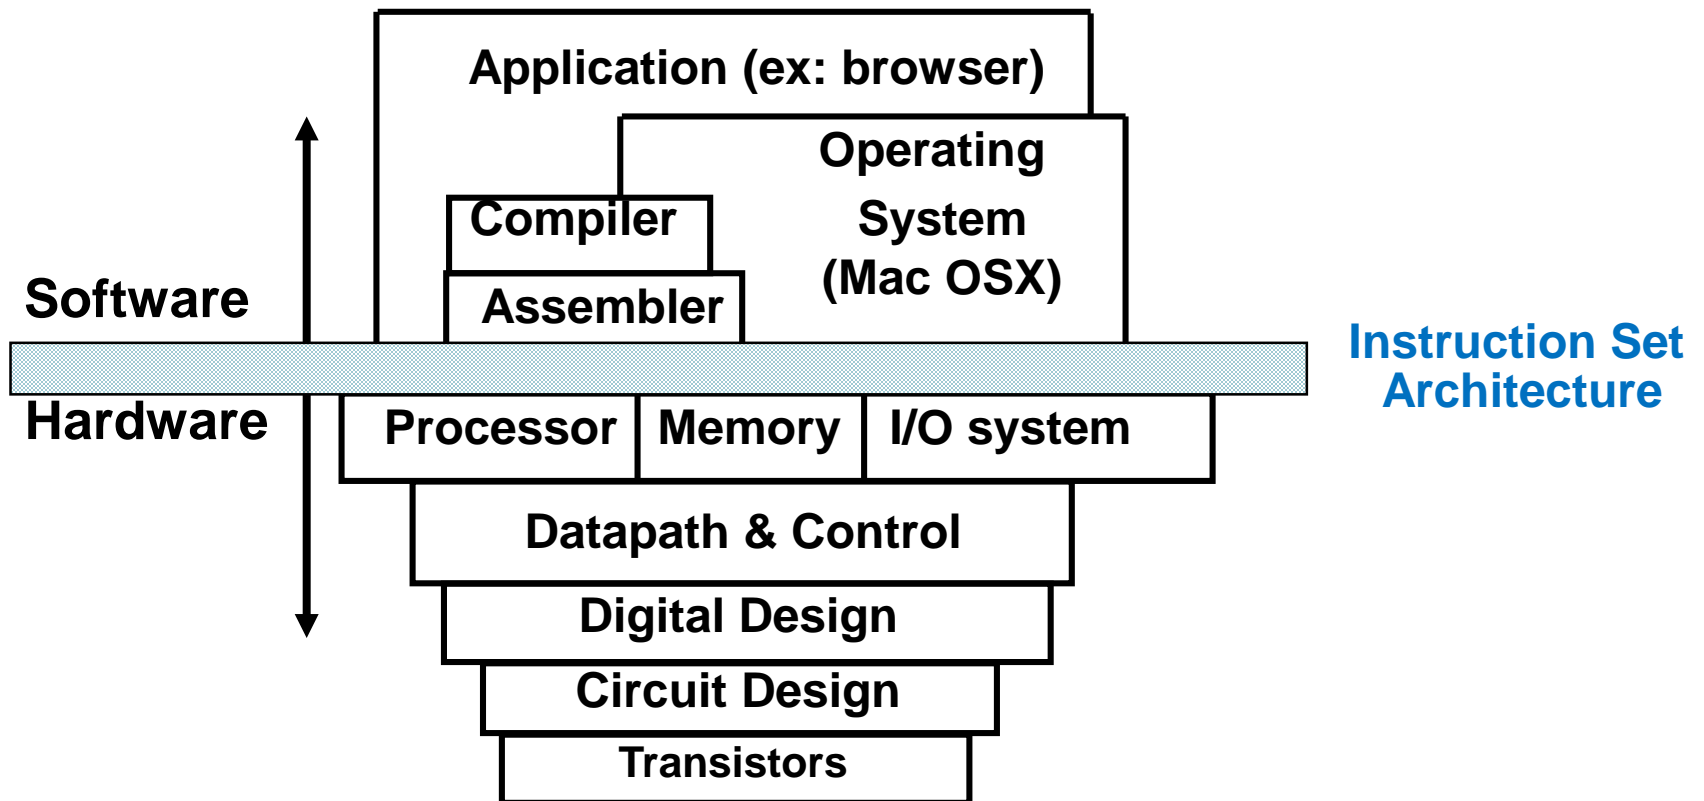 Application (ex: browser)
Operating
System
(Mac OSX)
Compiler
Assembler
Software
Instruction Set
Architecture
Hardware
Processor
Memory
I/O system
Datapath & Control
Digital Design
Circuit Design
Transistors